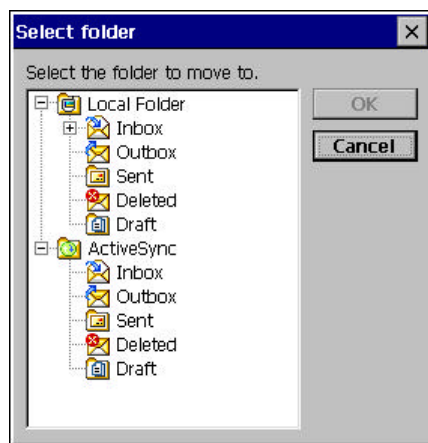 Select folder
Select the folder to move to.
Local Folder
OK
Inbox
Cancel
Outbox
Sent
Deleted
Draft
ActiveSync
Inbox
Outbox
Sent
Deleted
Draft